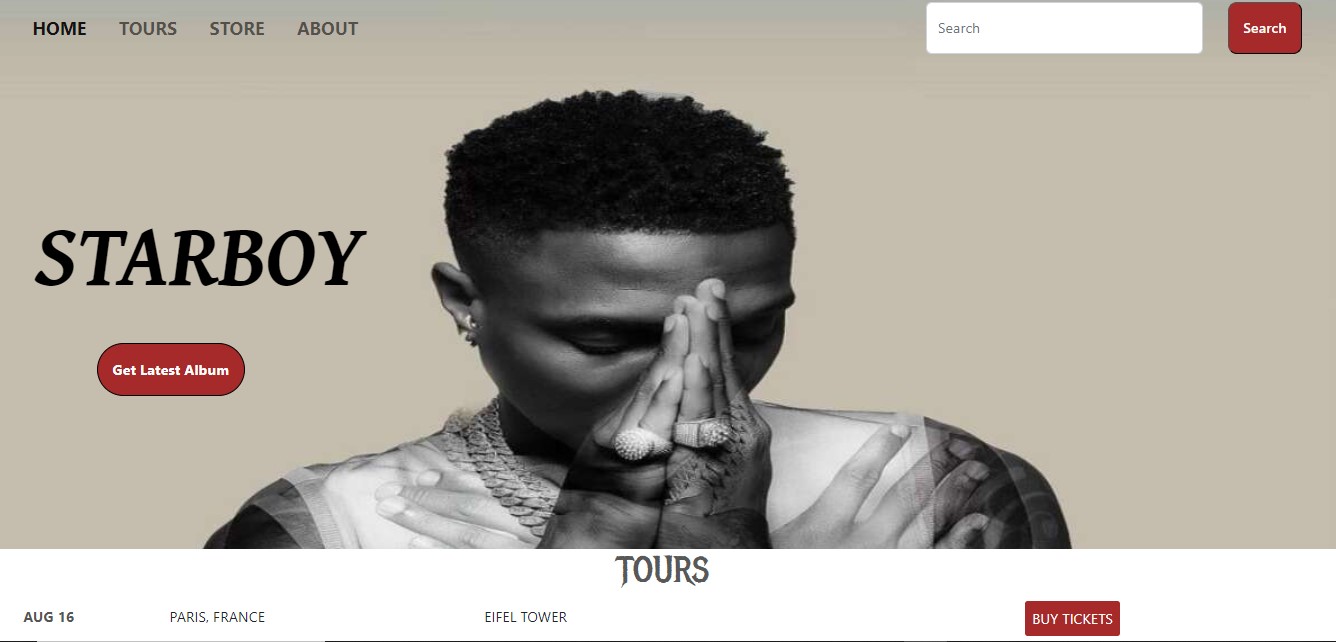 HOME TOURS STORE ABOUT Search Search
STARBOY
Get Latest Album
TOURS
AUG 16 PARIS, FRANCE EIFEL TOWER BUY TICKETS